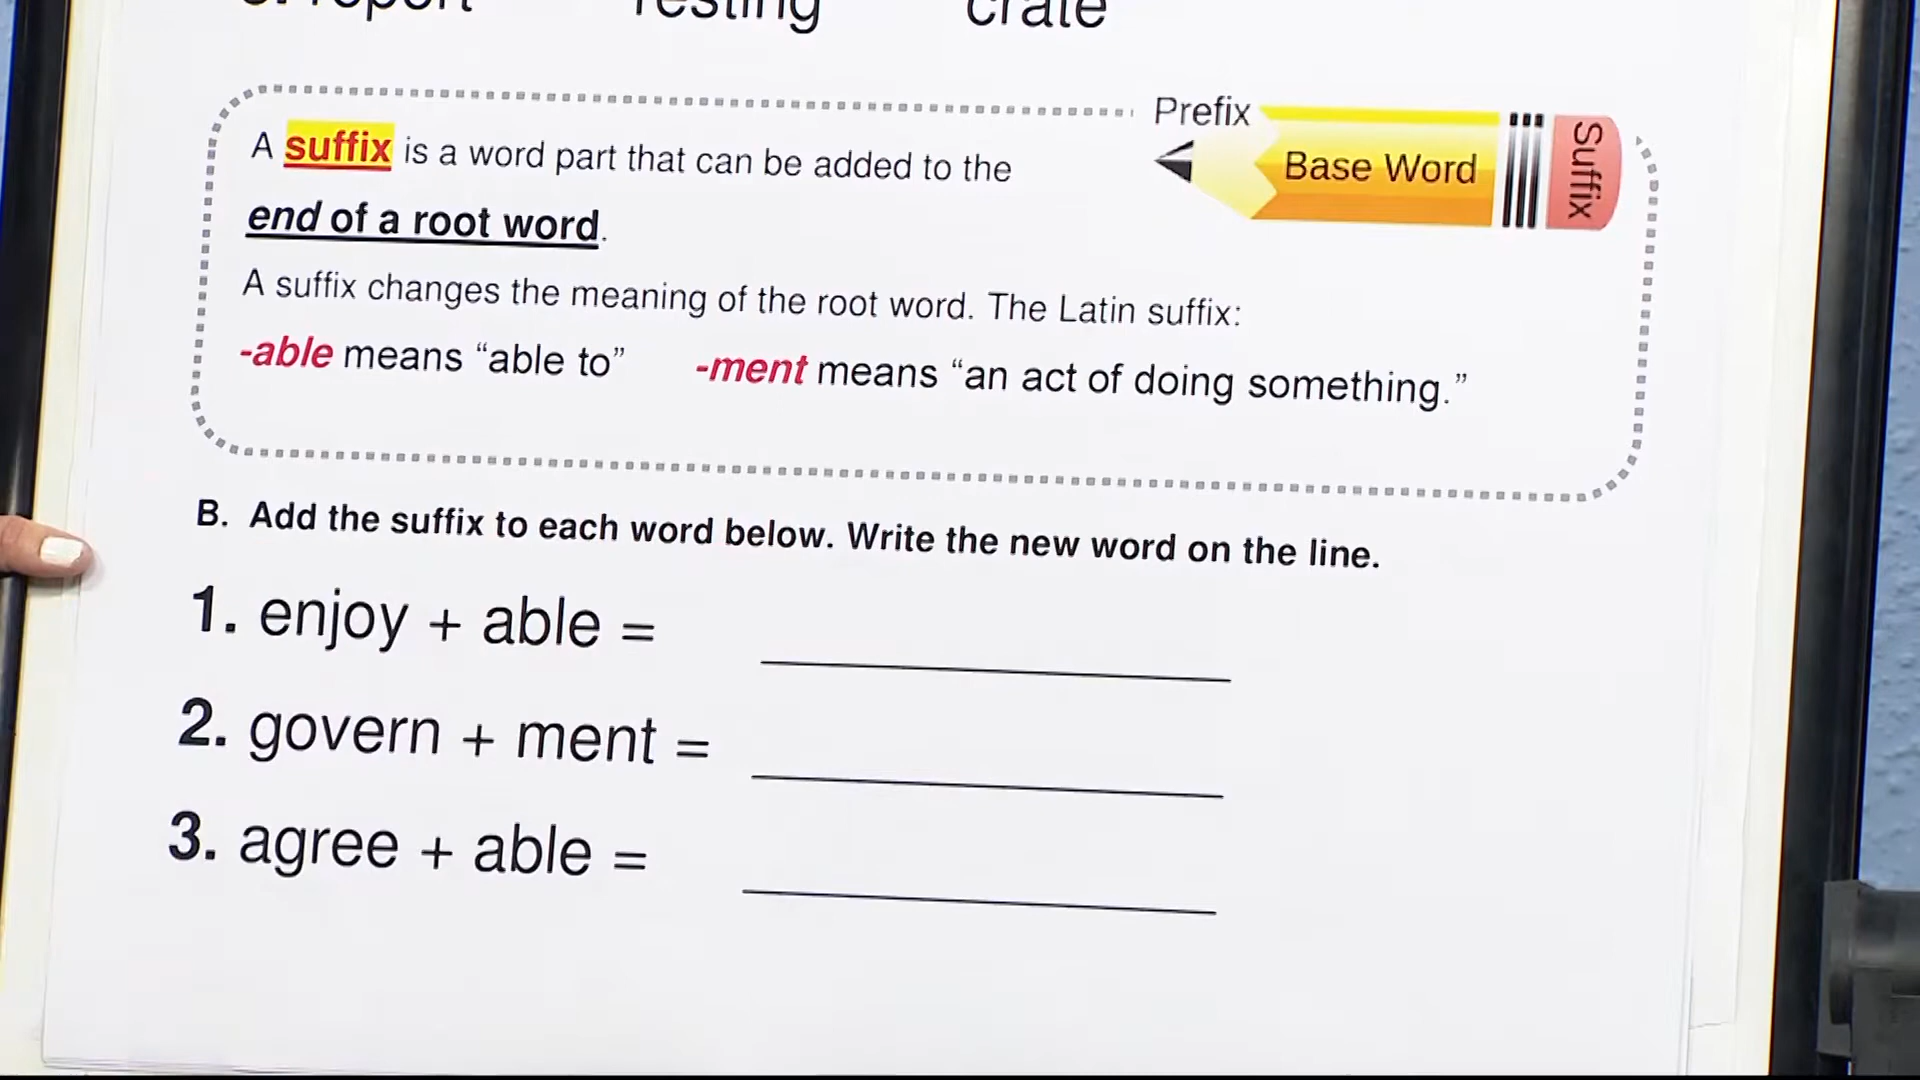 report resting crate
Prefix
Base Word
Suffix
A suffix is a word part that can be added to the
end of a root word.
A suffix changes the meaning of the root word. The Latin suffix:
-able means “able to” -ment means “an act of doing something.”
B. Add the suffix to each word below. Write the new word on the line.
1. enjoy + able =
2. govern + ment =
3. agree + able =